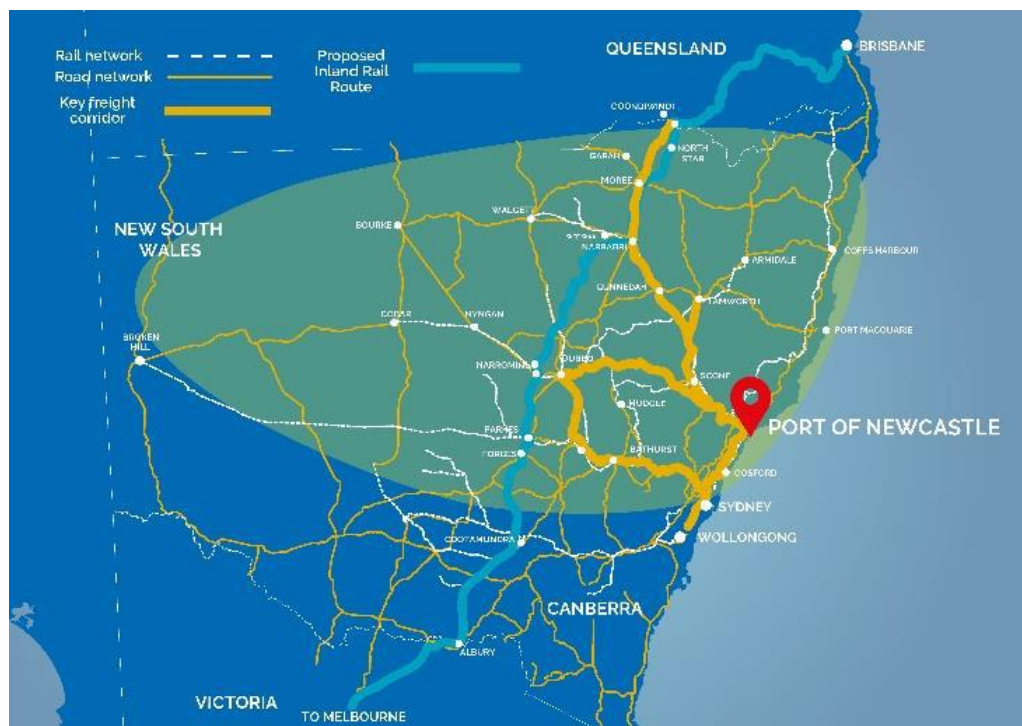 Rail network
Road network
Key freight
corridor
Proposed
Inland Rail
Route
QUEENSLAND
BRISBANE
NORTH
STAR
GARAH
MOREE
WALGETT
BOURKE
NEW SOUTH
WALES
NARRABRI
COFFS HARBOUR
ARMIDALE
GUNNEDAH
TAMWORTH
COBAR
NYNGAN
PORT MACQUARIE
BROKEN
HILL
NARROMINE
DUBBO
SCONE
MUDGEE
PORT OF NEWCASTLE
PARKES
FORBES
BATHURST
GOSFORD
SYDNEY
WOLLONGONG
COOTAMUNDRA
CANBERRA
ALBURY
VICTORIA
TO MELBOURNE